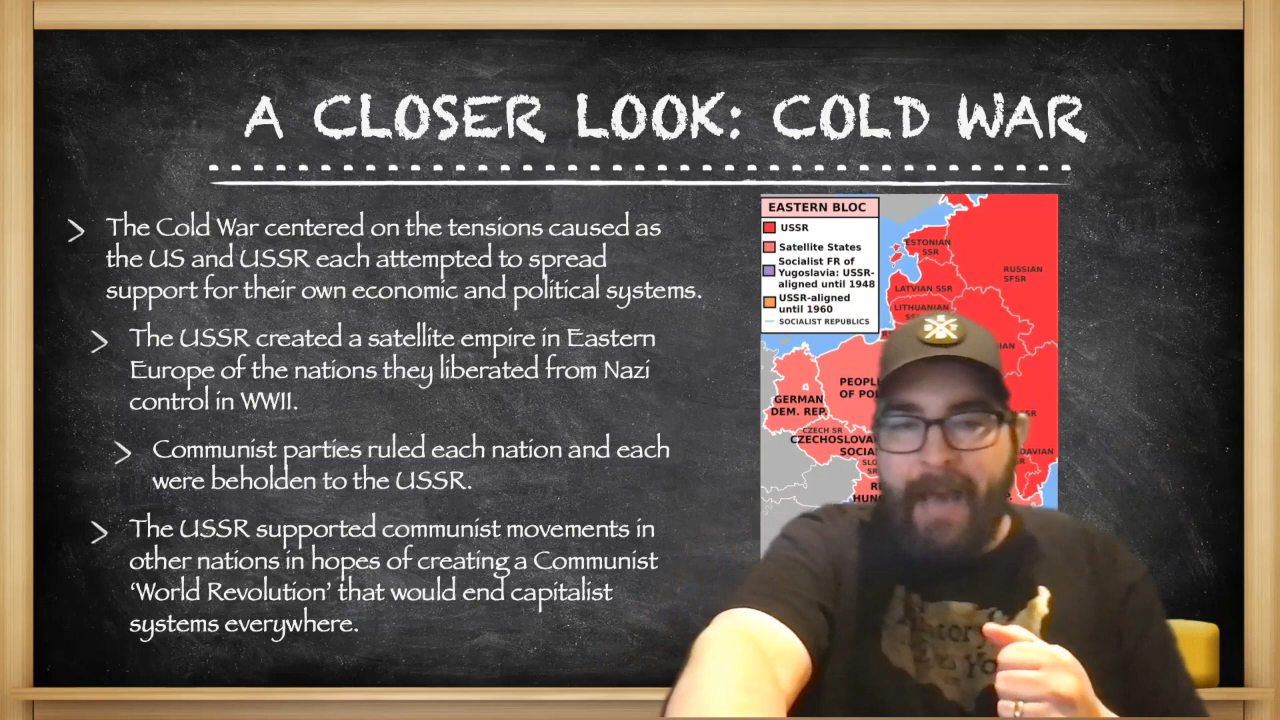 A CLOSER LOOK: COLD WAR
The Cold War centered on the tensions caused as
the US and USSR each attempted to spread
support for their own economic and political systems.
The USSR created a satellite empire in Eastern
Europe of the nations they liberated from Nazi
control in WWII.
Communist parties ruled each nation and each
were beholden to the USSR.
The USSR supported communist movements in
other nations in hopes of creating a Communist
‘World Revolution’ that would end capitalist
systems everywhere.
EASTERN BLOC
USSR
Satellite States
Socialist FR of
Yugoslavia: USSR-
aligned until 1948
USSR-aligned
until 1960
SOCIALIST REPUBLICS
ESTONIAN
SSR
RUSSIAN
SFSR
LATVIAN SSR
LITHUANIAN
GERMAN
DEM. REP.
OF
CZECH SR